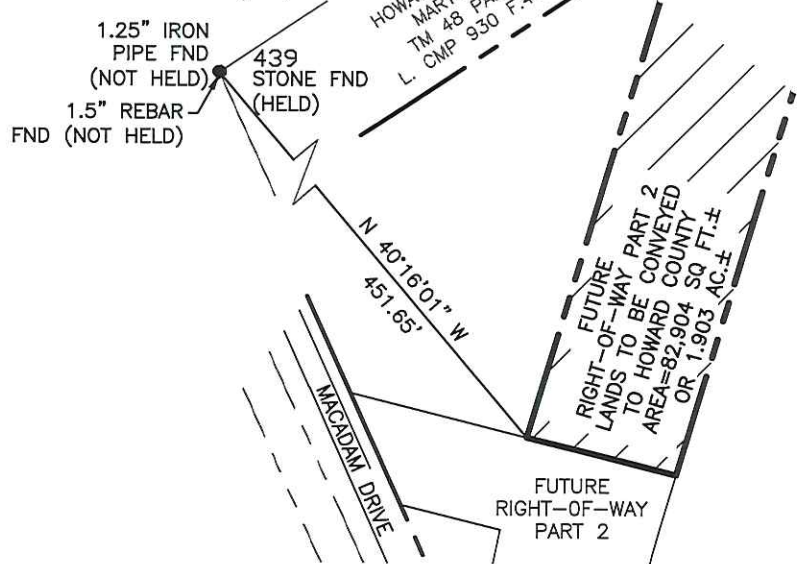 1.25" IRON
PIPE FND
(NOT HELD)
439
STONE FND
(HELD)
1.5" REBAR
FND (NOT HELD)
MART
TM 48
L. CMP 930
N 40°16'01" W
451.65'
FUTURE
RIGHT-OF-WAY PART 2
LANDS TO BE CONVEYED
TO HOWARD COUNTY
AREA=82,904 SQ FT.±
OR 1.903 AC.±
MACADAM DRIVE
FUTURE
RIGHT-OF-WAY
PART 2